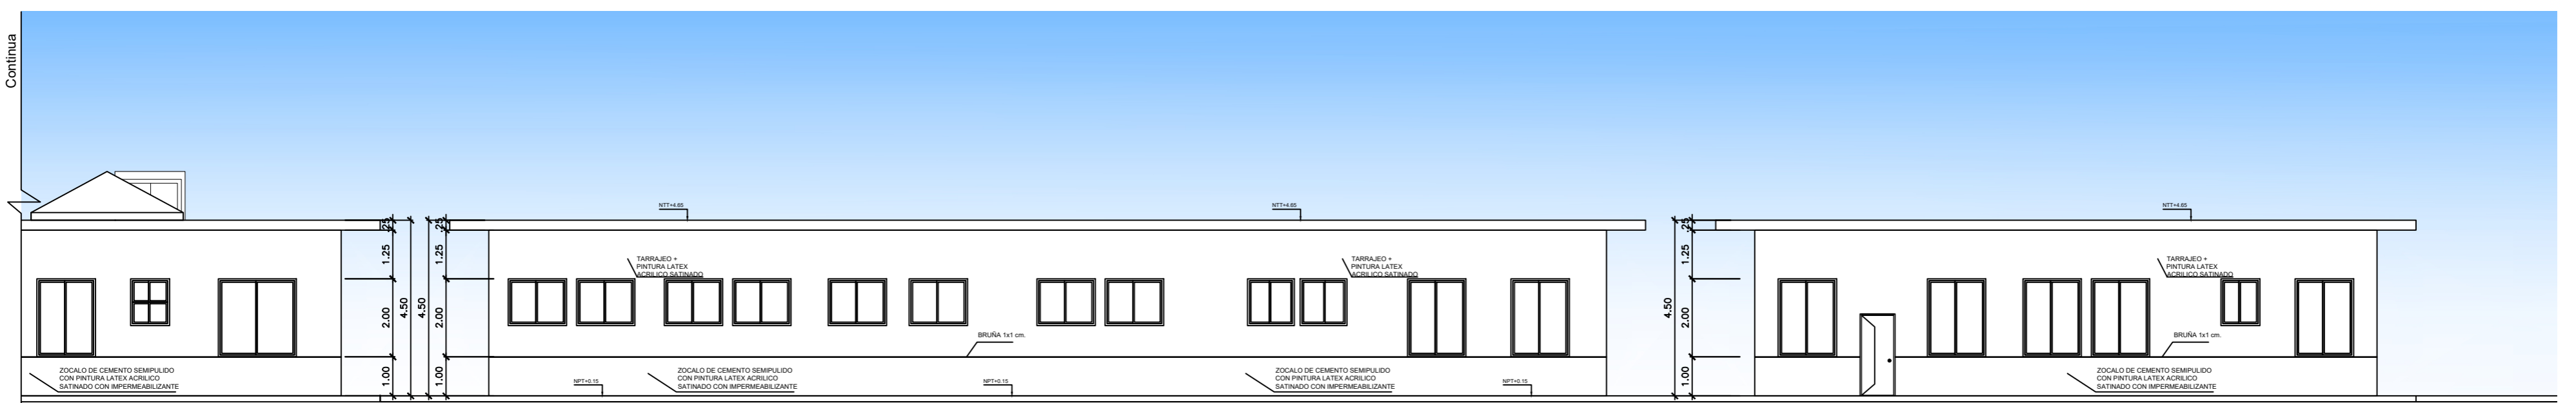 Continua
NTT+4.65
NTT+4.65
NTT+4.65
.25
1.25
2.00
1.00
4.50
4.50
.25
1.25
2.00
1.00
TARRAJEO +
PINTURA LATEX
ACRILICO SATINADO
TARRAJEO +
PINTURA LATEX
ACRILICO SATINADO
4.50
.25
1.25
2.00
1.00
TARRAJEO +
PINTURA LATEX
ACRILICO SATINADO
BRUÑA 1x1 cm.
BRUÑA 1x1 cm.
ZOCALO DE CEMENTO SEMIPULIDO
CON PINTURA LATEX ACRILICO
SATINADO CON IMPERMEABILIZANTE
NPT+0.15
ZOCALO DE CEMENTO SEMIPULIDO
CON PINTURA LATEX ACRILICO
SATINADO CON IMPERMEABILIZANTE
NPT+0.15
ZOCALO DE CEMENTO SEMIPULIDO
CON PINTURA LATEX ACRILICO
SATINADO CON IMPERMEABILIZANTE
NPT+0.15
ZOCALO DE CEMENTO SEMIPULIDO
CON PINTURA LATEX ACRILICO
SATINADO CON IMPERMEABILIZANTE